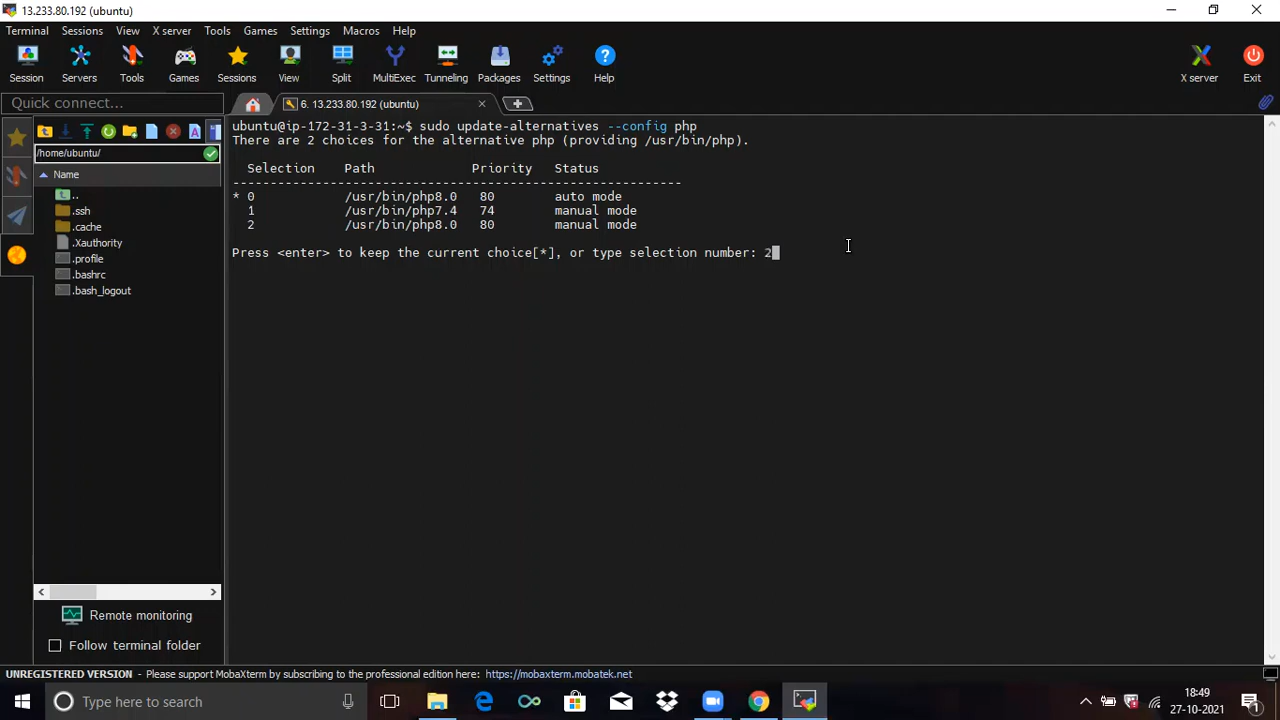 13.233.80.192 (ubuntu)
Terminal Sessions View X server Tools Games Settings Macros Help
Session Servers Tools Games Sessions View Split MultiExec Tunneling Packages Settings Help X server Exit
Quick connect...
6. 13.233.80.192 (ubuntu)
/home/ubuntu/
Name
..
.ssh
.cache
.Xauthority
.profile
.bashrc
.bash_logout
ubuntu@ip-172-31-3-31:~$ sudo update-alternatives --config php
There are 2 choices for the alternative php (providing /usr/bin/php).
Selection Path Priority Status
------------------------------------------------------------
* 0 /usr/bin/php8.0 80 auto mode
1 /usr/bin/php7.4 74 manual mode
2 /usr/bin/php8.0 80 manual mode
Press <enter> to keep the current choice[*], or type selection number: 2
Remote monitoring
Follow terminal folder
UNREGISTERED VERSION - Please support MobaXterm by subscribing to the professional edition here: https://mobaxterm.mobatek.net
Type here to search
18:49
27-10-2021
1